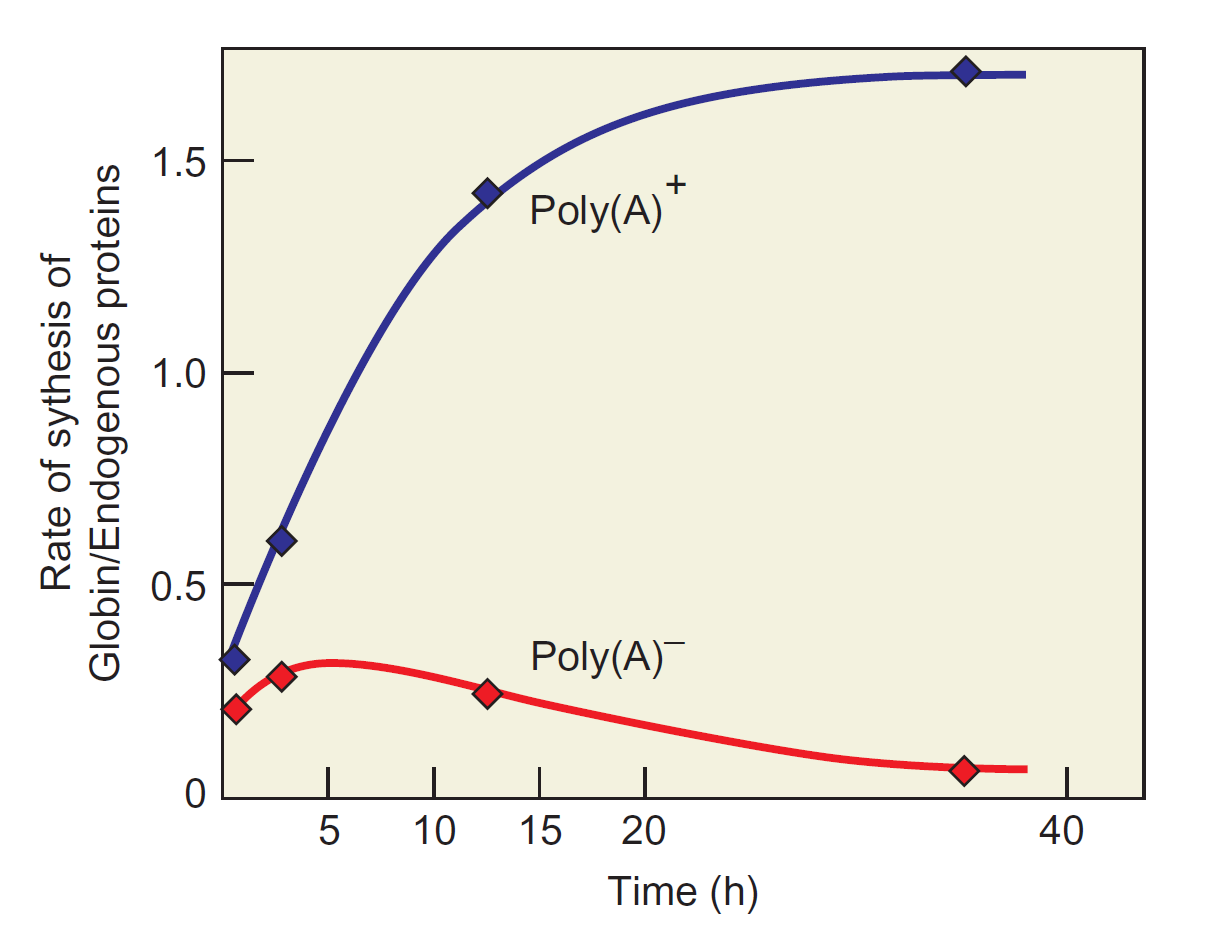 Rate of sythesis of
Globin/Endogenous proteins
1.5
1.0
0.5
0
Poly(A)+
Poly(A)–
5 10 15 20 40
Time (h)